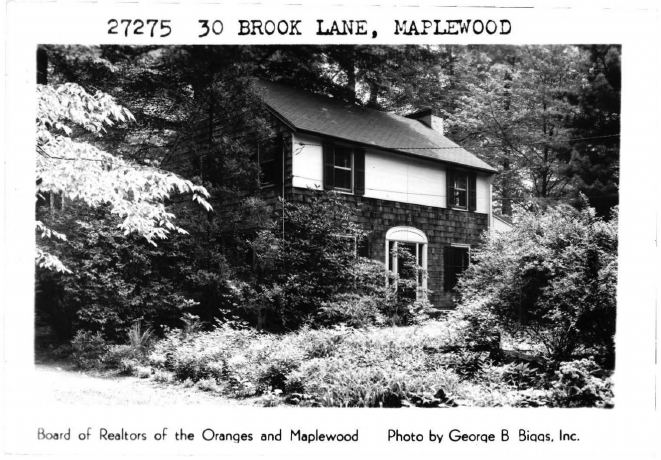 27275 30 BROOK LANE, MAPLEWOOD
Board of Realtors of the Oranges and Maplewood Photo by George B Biggs, Inc.